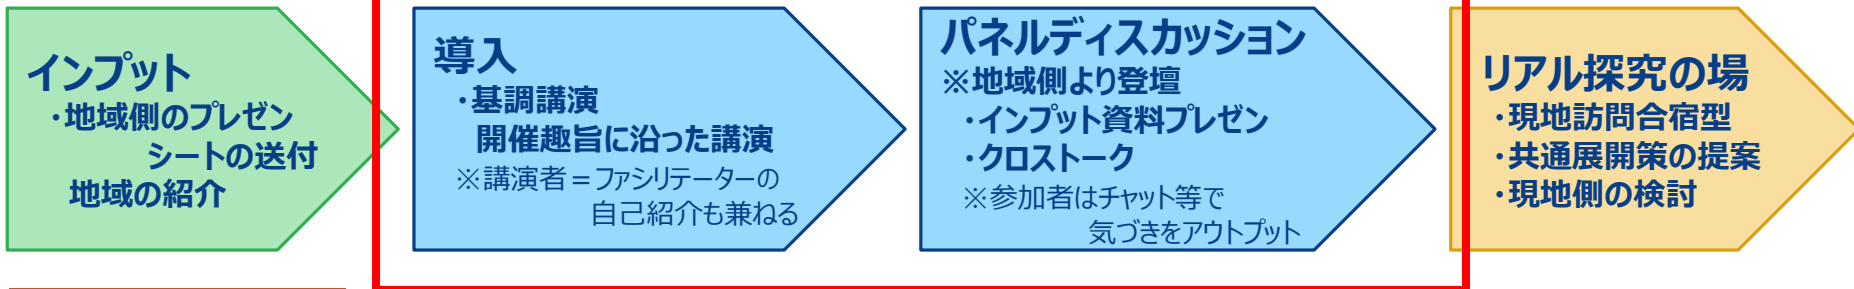 インプット
・地域側のプレゼン
シートの送付
地域の紹介
導入
・基調講演
開催趣旨に沿った講演
※講演者=ファシリテーターの
自己紹介も兼ねる
パネルディスカッション
※地域側より登壇
・インプット資料プレゼン
・クロストーク
※参加者はチャット等で
気づきをアウトプット
リアル探究の場
・現地訪問合宿型
・共通展開策の提案
・現地側の検討